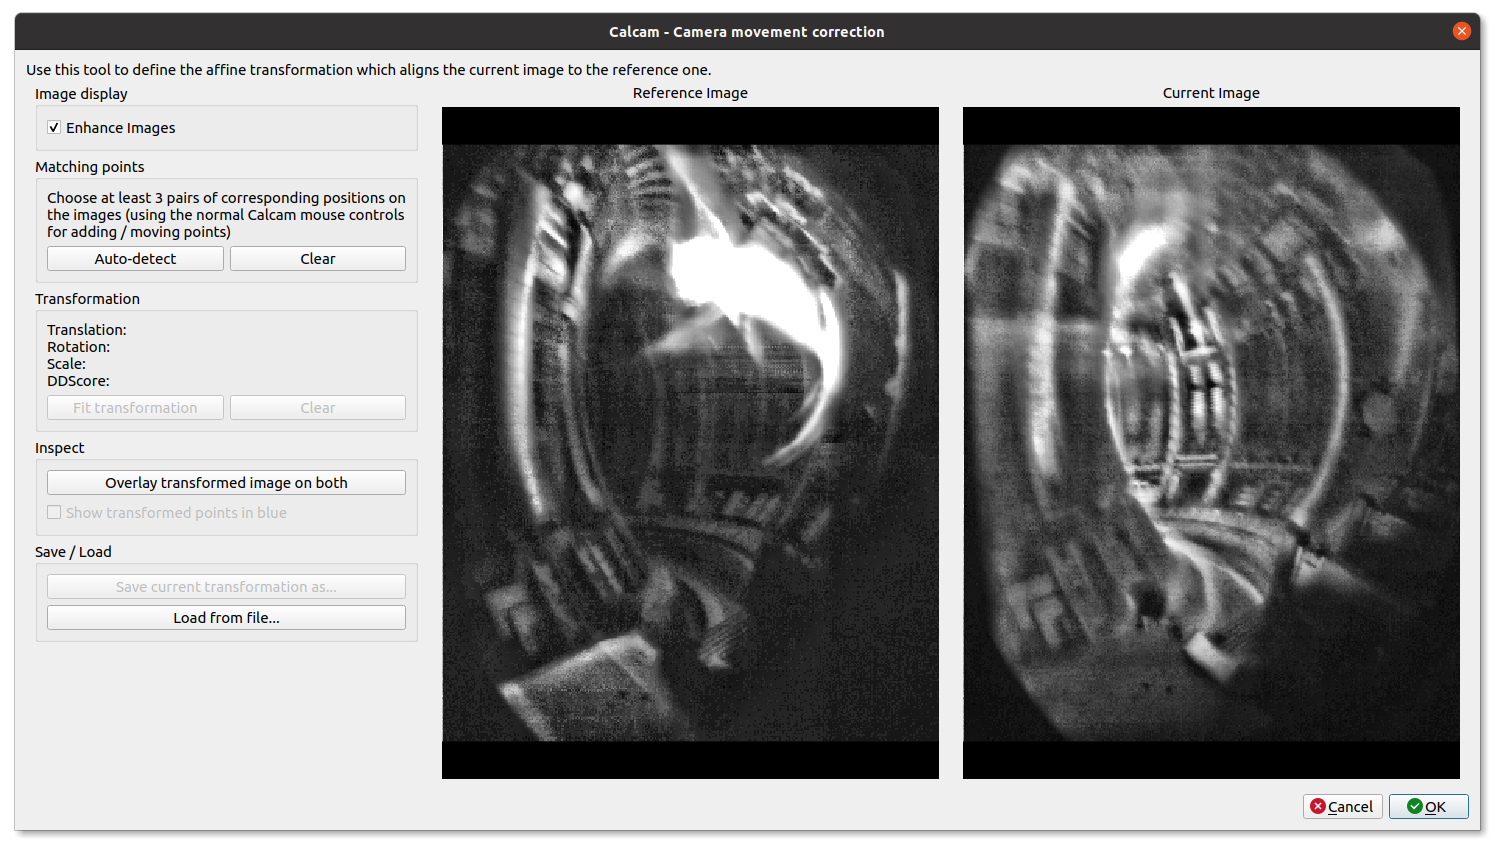 Calcam - Camera movement correction
Use this tool to define the affine transformation which aligns the current image to the reference one.
Image display
Enhance Images
Matching points
Choose at least 3 pairs of corresponding positions on
the images (using the normal Calcam mouse controls
for adding / moving points)
Auto-detect Clear
Transformation
Translation:
Rotation:
Scale:
DDScore:
Fit transformation Clear
Inspect
Overlay transformed image on both
Show transformed points in blue
Save / Load
Save current transformation as...
Load from file...
Reference Image
Current Image
Cancel OK